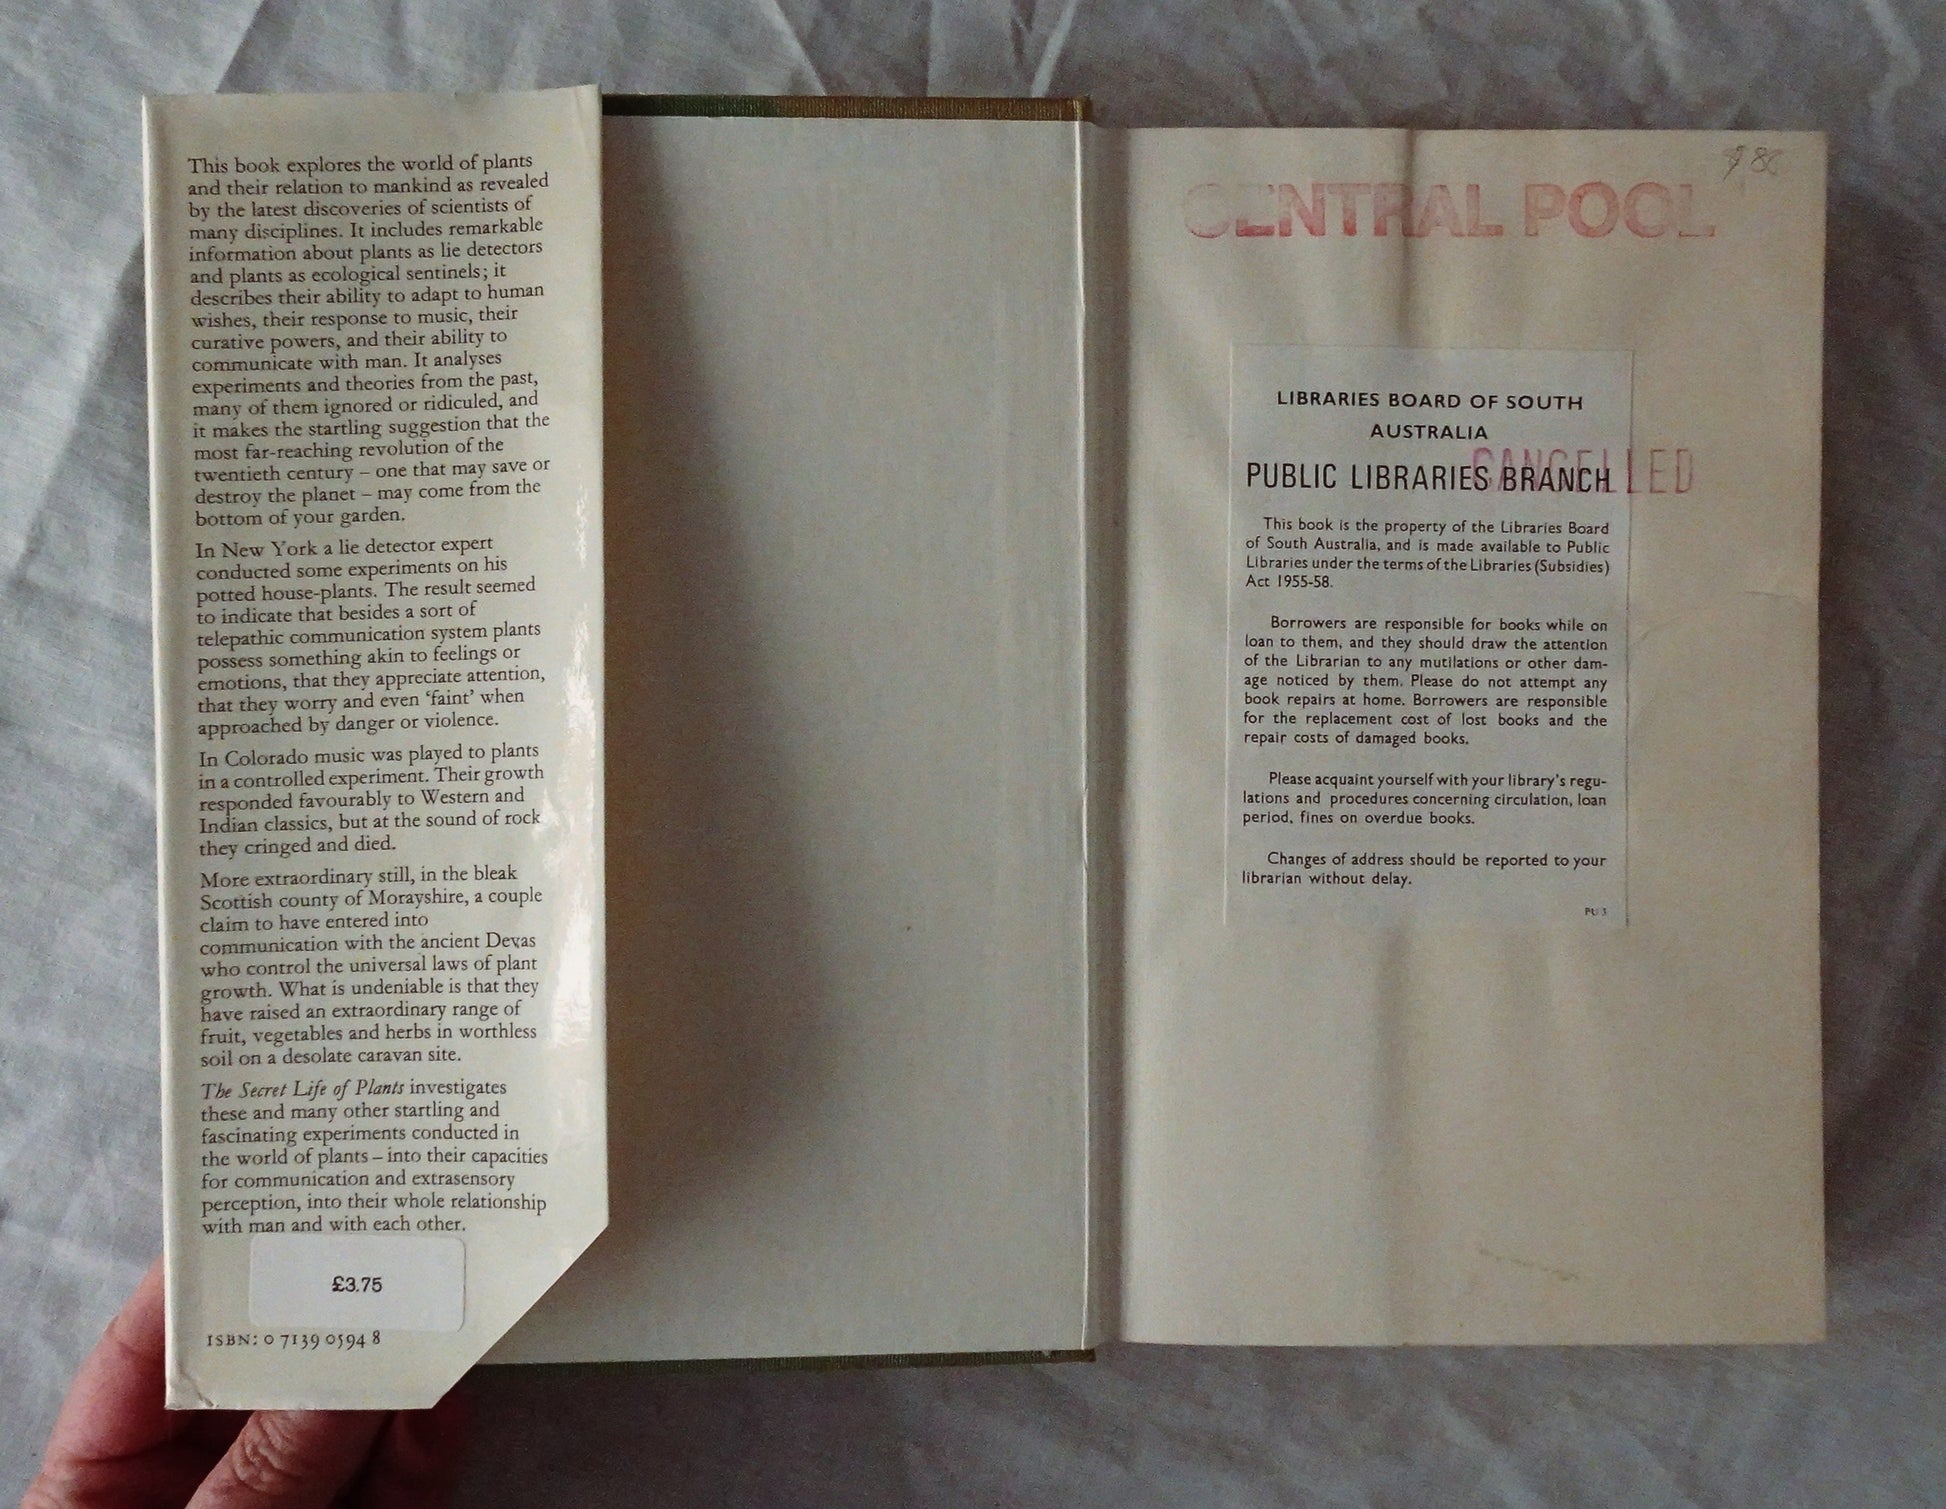 This book explores the world of plants
and their relation to mankind as revealed
by the latest discoveries of scientists of
many disciplines. It includes remarkable
information about plants as lie detectors
and plants as ecological sentinels; it
describes their ability to adapt to human
wishes, their response to music, their
curative powers, and their ability to
communicate with man. It analyses
experiments and theories from the past,
many of them ignored or ridiculed, and
it makes the startling suggestion that the
most far-reaching revolution of the
twentieth century – one that may save or
destroy the planet – may come from the
bottom of your garden.
In New York a lie detector expert
conducted some experiments on his
potted house-plants. The result seemed
to indicate that besides a sort of
telepathic communication system plants
possess something akin to feelings or
emotions, that they appreciate attention,
that they worry and even ‘faint’ when
approached by danger or violence.
In Colorado music was played to plants
in a controlled experiment. Their growth
responded favourably to Western and
Indian classics, but at the sound of rock
they cringed and died.
More extraordinary still, in the bleak
Scottish county of Morayshire, a couple
claim to have entered into
communication with the ancient Devas
who control the universal laws of plant
growth. What is undeniable is that they
have raised an extraordinary range of
fruit, vegetables and herbs in worthless
soil on a desolate caravan site.
The Secret Life of Plants investigates
these and many other startling and
fascinating experiments conducted in
the world of plants – into their capacities
for communication and extrasensory
perception, into their whole relationship
with man and with each other.
£3.75
ISBN: 0 7139 0594 8
CENTRAL POOL
LIBRARIES BOARD OF SOUTH
AUSTRALIA
CANCELLED
PUBLIC LIBRARIES BRANCH
This book is the property of the Libraries Board
of South Australia, and is made available to Public
Libraries under the terms of the Libraries (Subsidies)
Act 1955-58.
Borrowers are responsible for books while on
loan to them, and they should draw the attention
of the Librarian to any mutilations or other dam-
age noticed by them. Please do not attempt any
book repairs at home. Borrowers are responsible
for the replacement cost of lost books and the
repair costs of damaged books.
Please acquaint yourself with your library's regu-
lations and procedures concerning circulation, loan
period, fines on overdue books.
Changes of address should be reported to your
librarian without delay.
PU 3